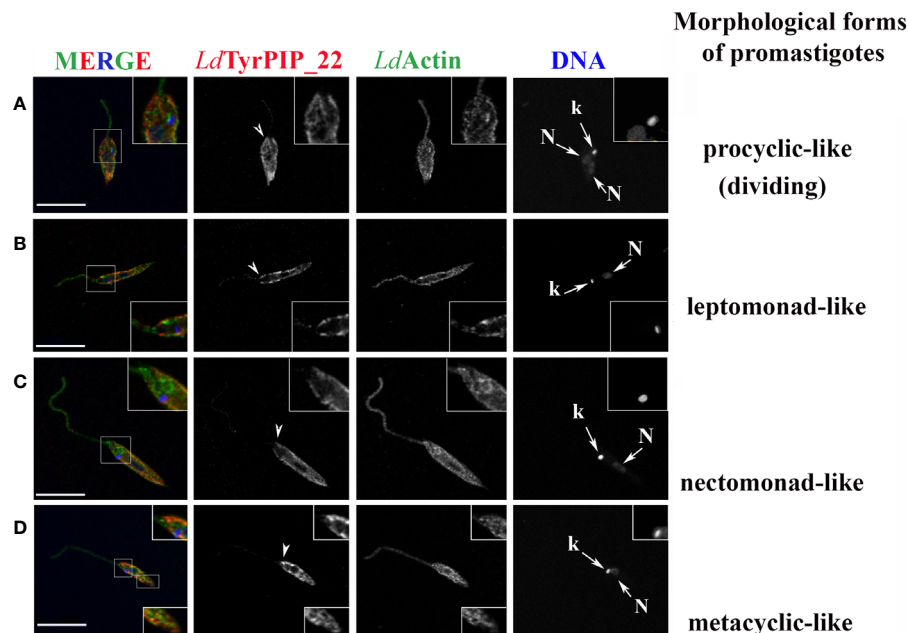 MERGE LdTyrPIP_22 LdActin DNA Morphological forms
of promastigotes
A
k
N
N
procyclic-like
(dividing)
B
N
k
leptomonad-like
C
k
N
nectomonad-like
D
k
N
metacyclic-like